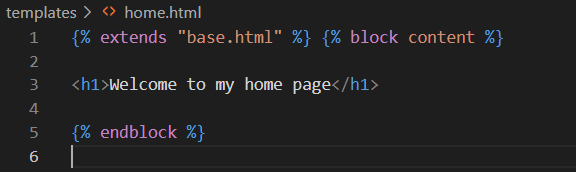 templates > <> home.html
1 {% extends "base.html" %} {% block content %}
2
3 <h1>Welcome to my home page</h1>
4
5 {% endblock %}
6